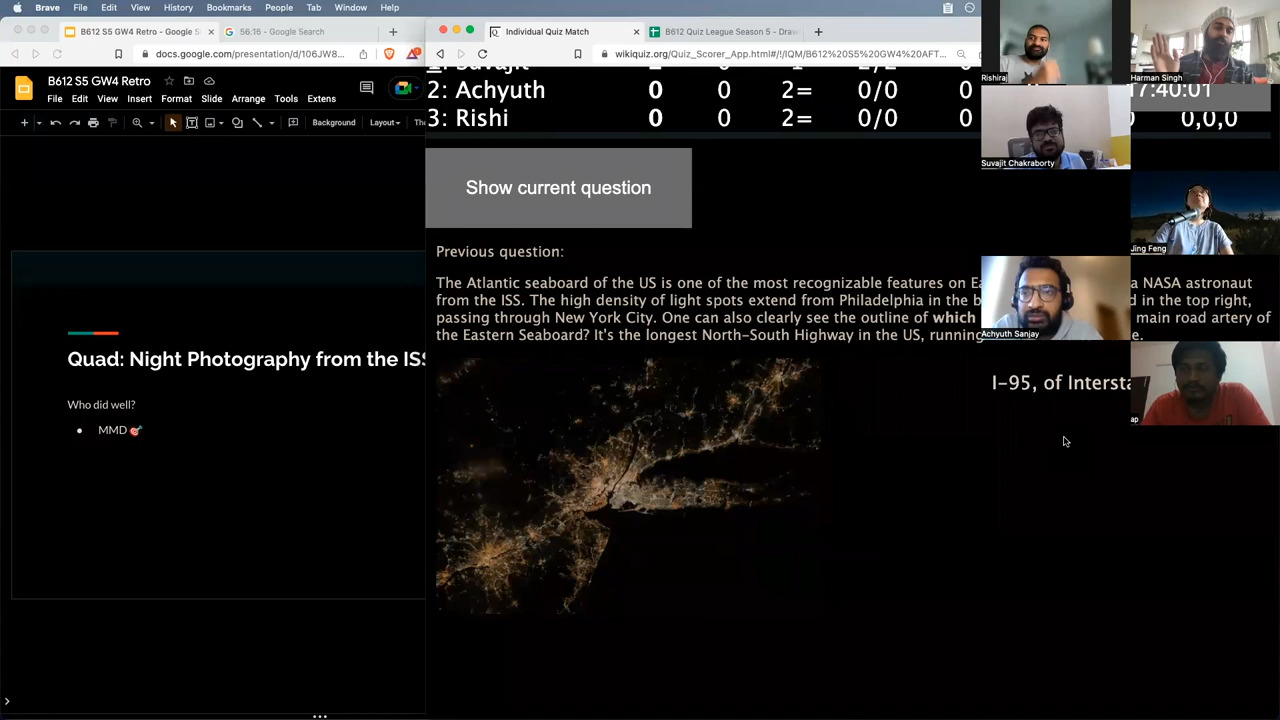 Brave File Edit View History Bookmarks People Tab Window Help
B612 S5 GW4 Retro - Google S
56:16 - Google Search
docs.google.com/presentation/d/106JW8...
B612 S5 GW4 Retro
File Edit View Insert Format Slide Arrange Tools Extens
Background Layout
Quad: Night Photography from the ISS
Who did well?
● MMD 🎯
Individual Quiz Match
B612 Quiz League Season 5 - Draw
wikiquiz.org/Quiz_Scorer_App.html#!/IQM/B612%20S5%20GW4%20AFT...
1: Suvajit
2: Achyuth 0 0 2= 0/0 0
3: Rishi 0 0 2= 0/0 0 0,0,0
17:40:01
Show current question
Previous question:
The Atlantic seaboard of the US is one of the most recognizable features on a NASA astronaut
from the ISS. The high density of light spots extend from Philadelphia in the in the top right,
passing through New York City. One can also clearly see the outline of which main road artery of
the Eastern Seaboard? It's the longest North-South Highway in the US, running
I-95, of
Rishiraj
Harman Singh
Suvajit Chakraborty
Jing Feng
Achyuth Sanjay
ap